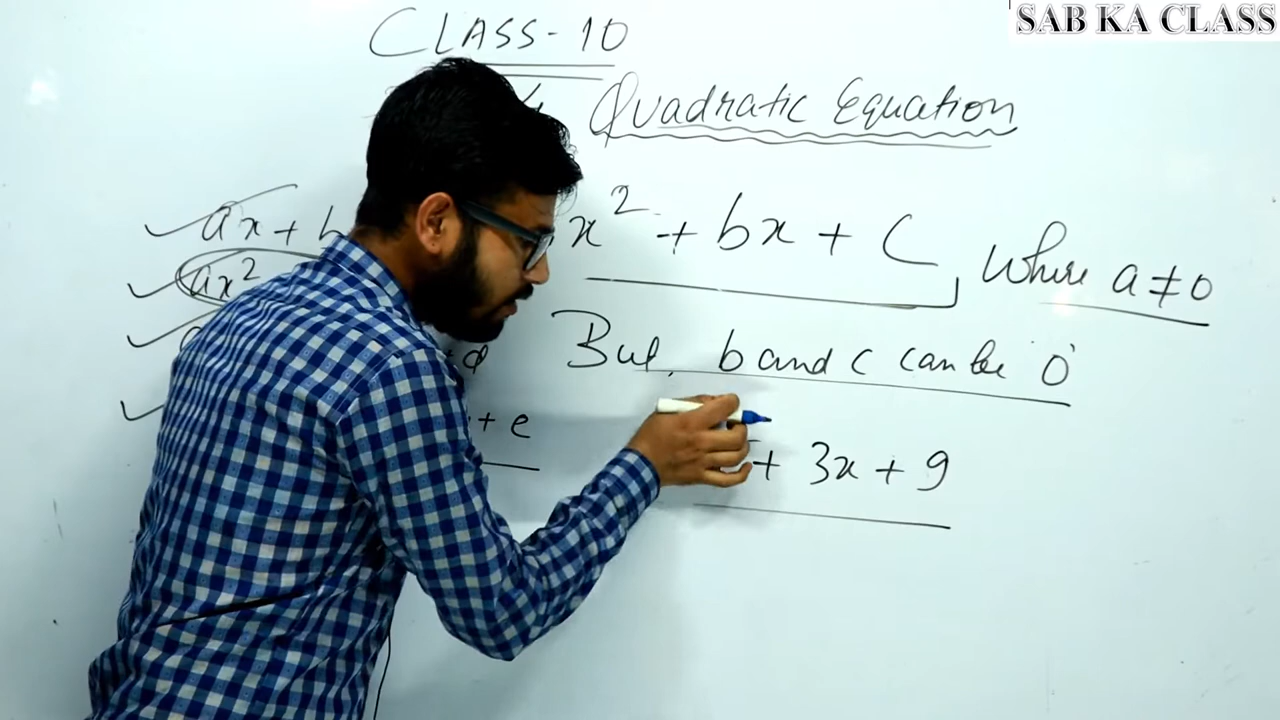 SAB KA CLASS
CLASS-10
Quadratic Equation
ax + b
x² + bx + C, Where a ≠ 0
ax²
But, b and c can be '0'
+ d
+ e
+ 3x + 9